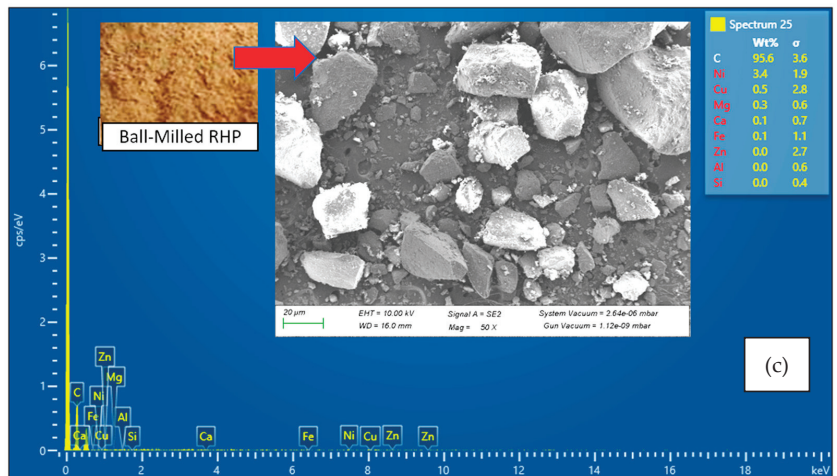 Spectrum 25
Wt% σ
C 95.6 3.6
Ni 3.4 1.9
Cu 0.5 2.8
Mg 0.3 0.6
Ca 0.1 0.7
Fe 0.1 1.1
Zn 0.0 2.7
Al 0.0 0.6
Si 0.0 0.4
Ball-Milled RHP
20 µm
EHT = 10.00 kV Signal A = SE2 System Vacuum = 2.64e-06 mbar
WD = 16.0 mm Mag = 50 X Gun Vacuum = 1.12e-09 mbar
(c)
cps/eV
6
5
4
3
2
1
0
Zn
Mg
C
Ni
Fe
Al
Ca
Cu
Si
Ca
Fe
Ni
Cu
Zn
Zn
0 2 4 6 8 10 12 14 16 18 keV